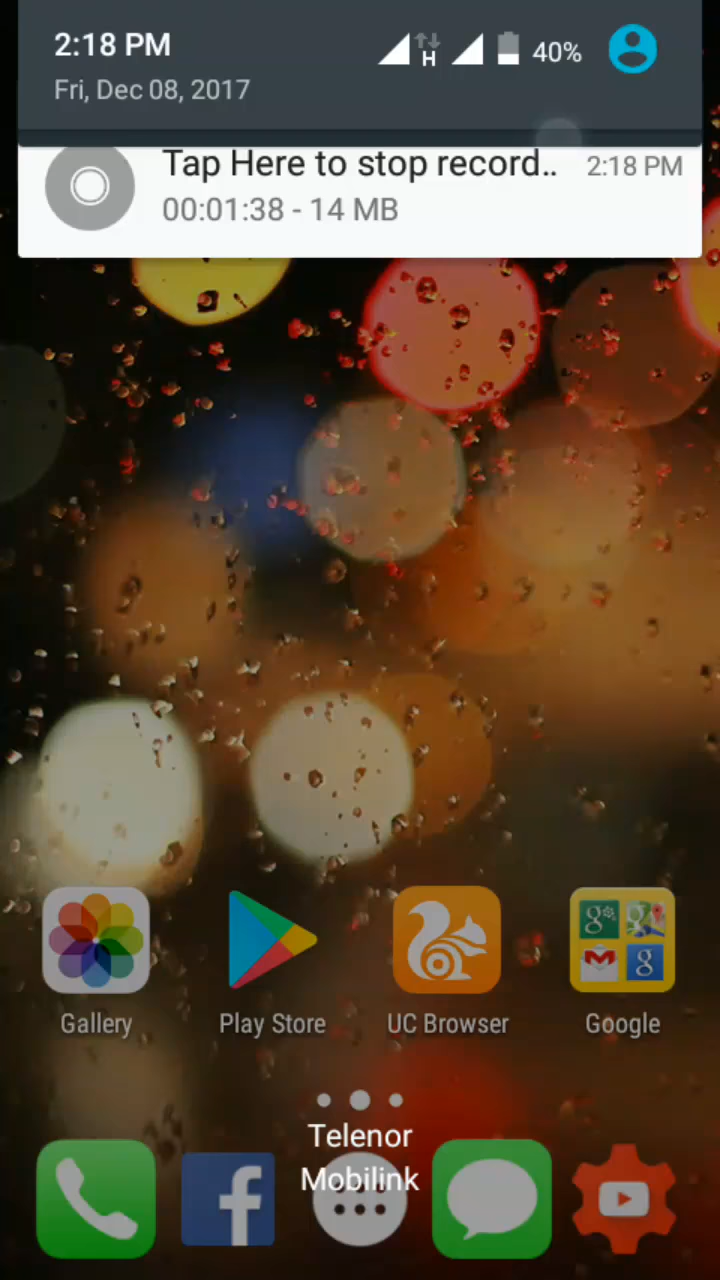 2:18 PM
H
40%
Fri, Dec 08, 2017
Tap Here to stop record..
2:18 PM
00:01:38 - 14 MB
Gallery
Play Store
UC Browser
Google
Telenor
Mobilink